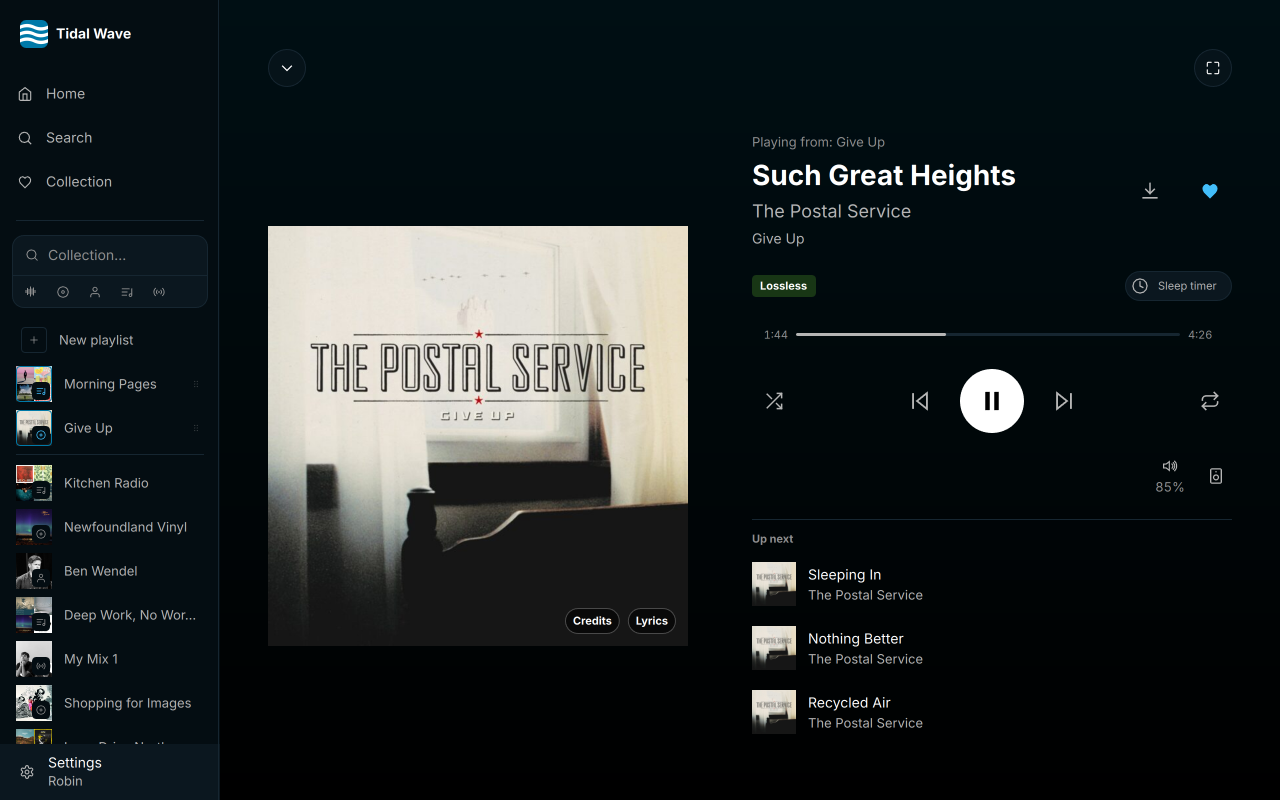 Tidal Wave
Home
Search
Collection
Collection...
New playlist
Morning Pages
Give Up
Kitchen Radio
Newfoundland Vinyl
Ben Wendel
Deep Work, No Wor...
My Mix 1
Shopping for Images
Settings
Robin
THE POSTAL SERVICE
GIVE UP
Credits
Lyrics
Playing from: Give Up
Such Great Heights
The Postal Service
Give Up
Lossless
Sleep timer
1:44
4:26
85%
Up next
Sleeping In
The Postal Service
Nothing Better
The Postal Service
Recycled Air
The Postal Service